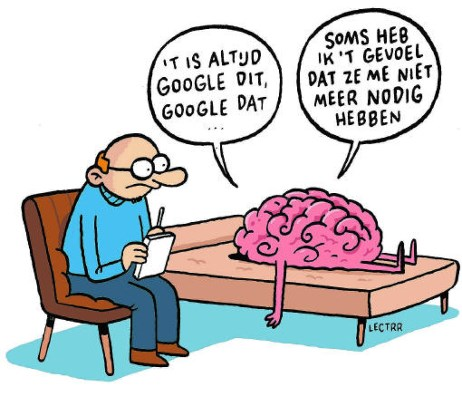 'T IS ALTIJD
GOOGLE DIT,
GOOGLE DAT
...
SOMS HEB
IK 'T GEVOEL
DAT ZE ME NIET
MEER NODIG
HEBBEN
LECTRR